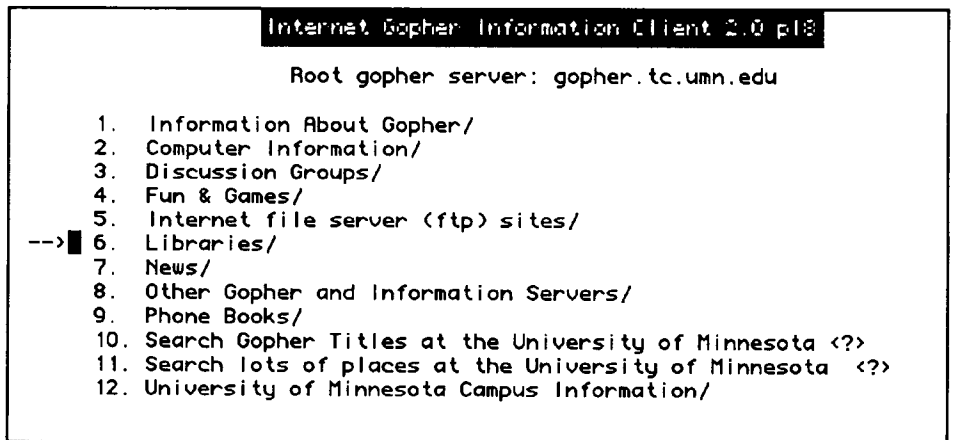 Internet Gopher Information Client 2.0 pl8
Root gopher server: gopher.tc.umn.edu
1. Information About Gopher/
2. Computer Information/
3. Discussion Groups/
4. Fun & Games/
5. Internet file server (ftp) sites/
--> 6. Libraries/
7. News/
8. Other Gopher and Information Servers/
9. Phone Books/
10. Search Gopher Titles at the University of Minnesota <?>
11. Search lots of places at the University of Minnesota <?>
12. University of Minnesota Campus Information/